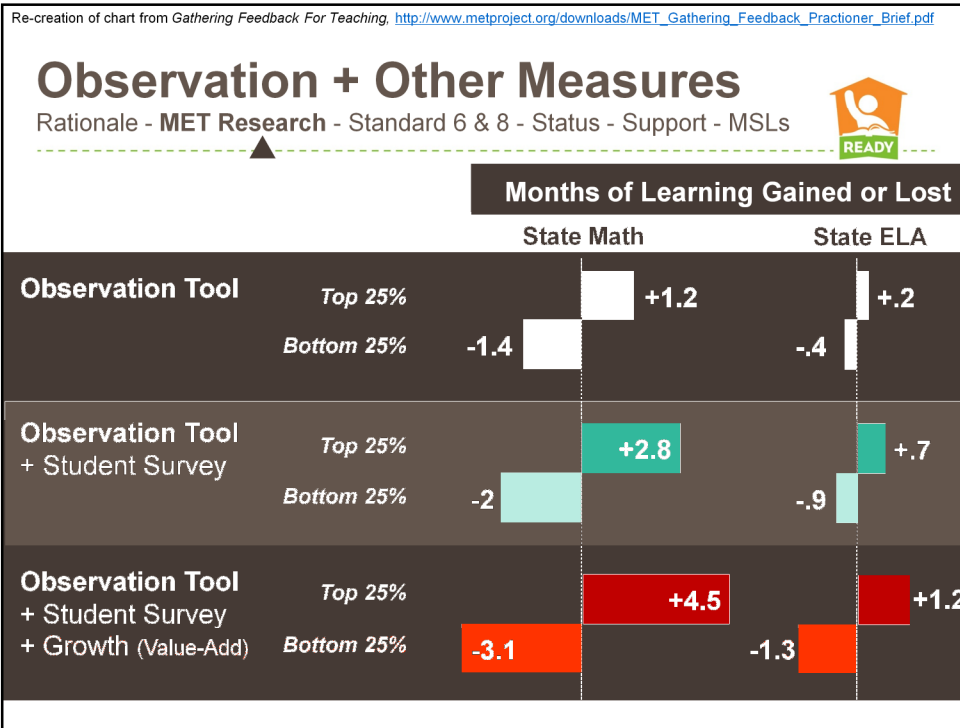 Re-creation of chart from Gathering Feedback For Teaching, http://www.metproject.org/downloads/MET_Gathering_Feedback_Practioner_Brief.pdf
Observation + Other Measures
Rationale - MET Research - Standard 6 & 8 - Status - Support - MSLs
READY
Months of Learning Gained or Lost
State Math State ELA
Observation Tool
Top 25% +1.2 +.2
Bottom 25% -1.4 -.4
Observation Tool
+ Student Survey
Top 25% +2.8 +.7
Bottom 25% -2 -.9
Observation Tool
+ Student Survey
+ Growth (Value-Add)
Top 25% +4.5 +1.2
Bottom 25% -3.1 -1.3